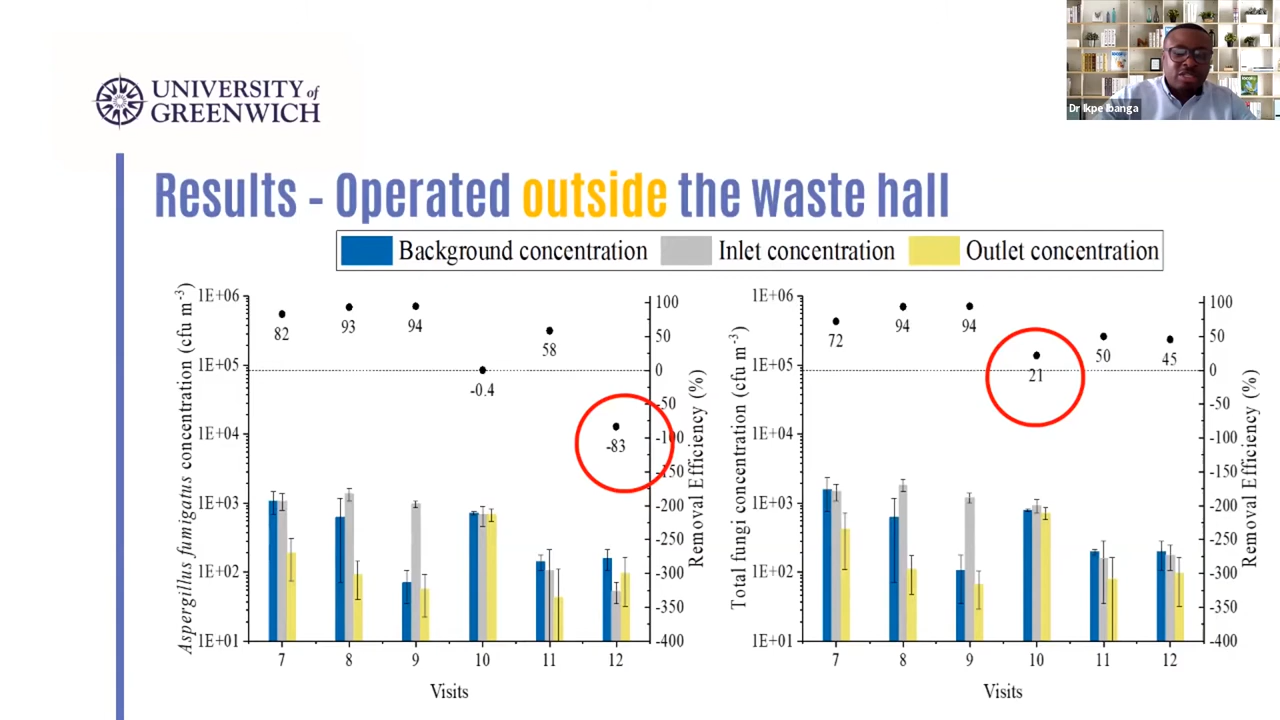 UNIVERSITY of
GREENWICH
Dr Ikpe Ibanga
Results - Operated outside the waste hall
Background concentration Inlet concentration Outlet concentration
Aspergillus fumigatus concentration (cfu m-3)
1E+06
1E+05
1E+04
1E+03
1E+02
1E+01
82
93
94
-0.4
58
-83
100
50
0
-50
-100
-150
-200
-250
-300
-350
-400
Removal Efficiency (%)
7 8 9 10 11 12
Visits
Total fungi concentration (cfu m-3)
1E+06
1E+05
1E+04
1E+03
1E+02
1E+01
72
94
94
21
50
45
100
50
0
-50
-100
-150
-200
-250
-300
-350
-400
Removal Efficiency (%)
7 8 9 10 11 12
Visits